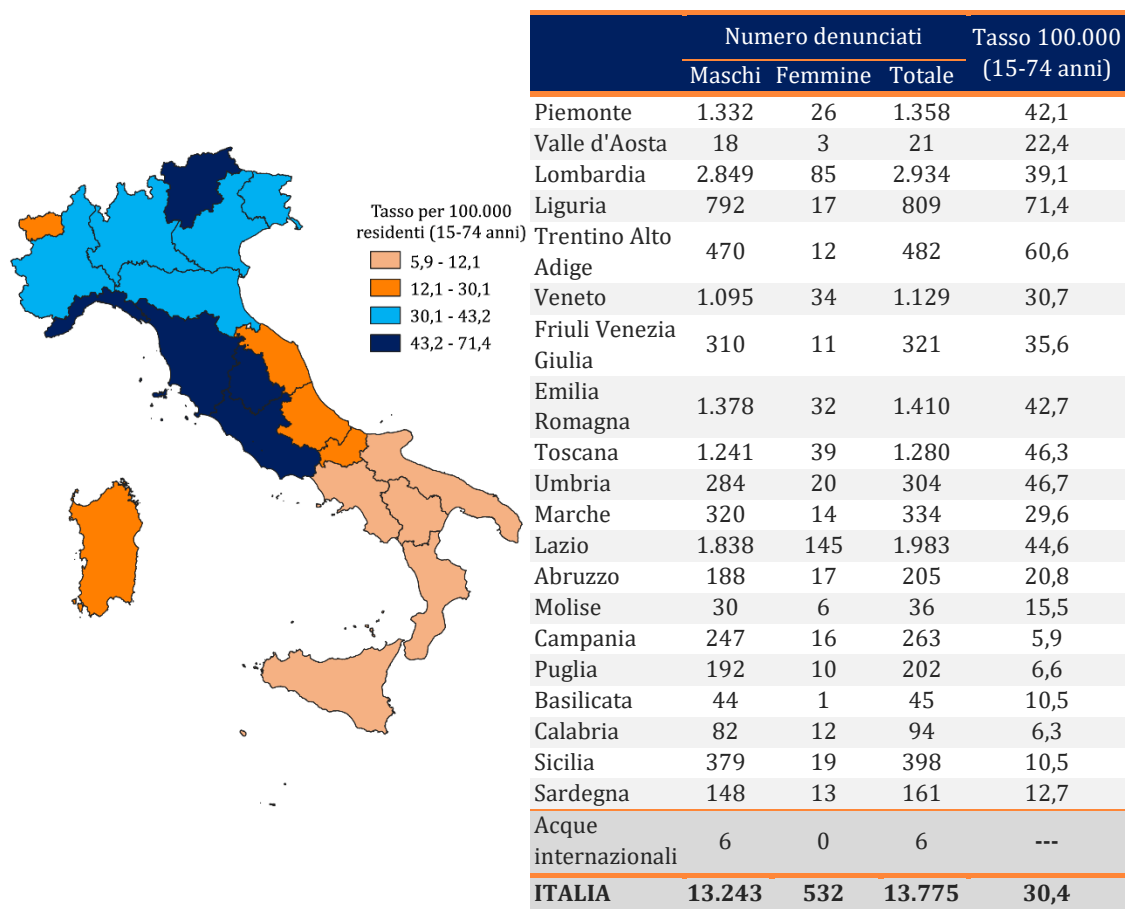 Tasso per 100.000
residenti (15-74 anni)
5,9 - 12,1
12,1 - 30,1
30,1 - 43,2
43,2 - 71,4
Numero denunciati Tasso 100.000
(15-74 anni)
Maschi Femmine Totale
Piemonte 1.332 26 1.358 42,1
Valle d'Aosta 18 3 21 22,4
Lombardia 2.849 85 2.934 39,1
Liguria 792 17 809 71,4
Trentino Alto
Adige 470 12 482 60,6
Veneto 1.095 34 1.129 30,7
Friuli Venezia
Giulia 310 11 321 35,6
Emilia
Romagna 1.378 32 1.410 42,7
Toscana 1.241 39 1.280 46,3
Umbria 284 20 304 46,7
Marche 320 14 334 29,6
Lazio 1.838 145 1.983 44,6
Abruzzo 188 17 205 20,8
Molise 30 6 36 15,5
Campania 247 16 263 5,9
Puglia 192 10 202 6,6
Basilicata 44 1 45 10,5
Calabria 82 12 94 6,3
Sicilia 379 19 398 10,5
Sardegna 148 13 161 12,7
Acque
internazionali 6 0 6 ---
ITALIA 13.243 532 13.775 30,4